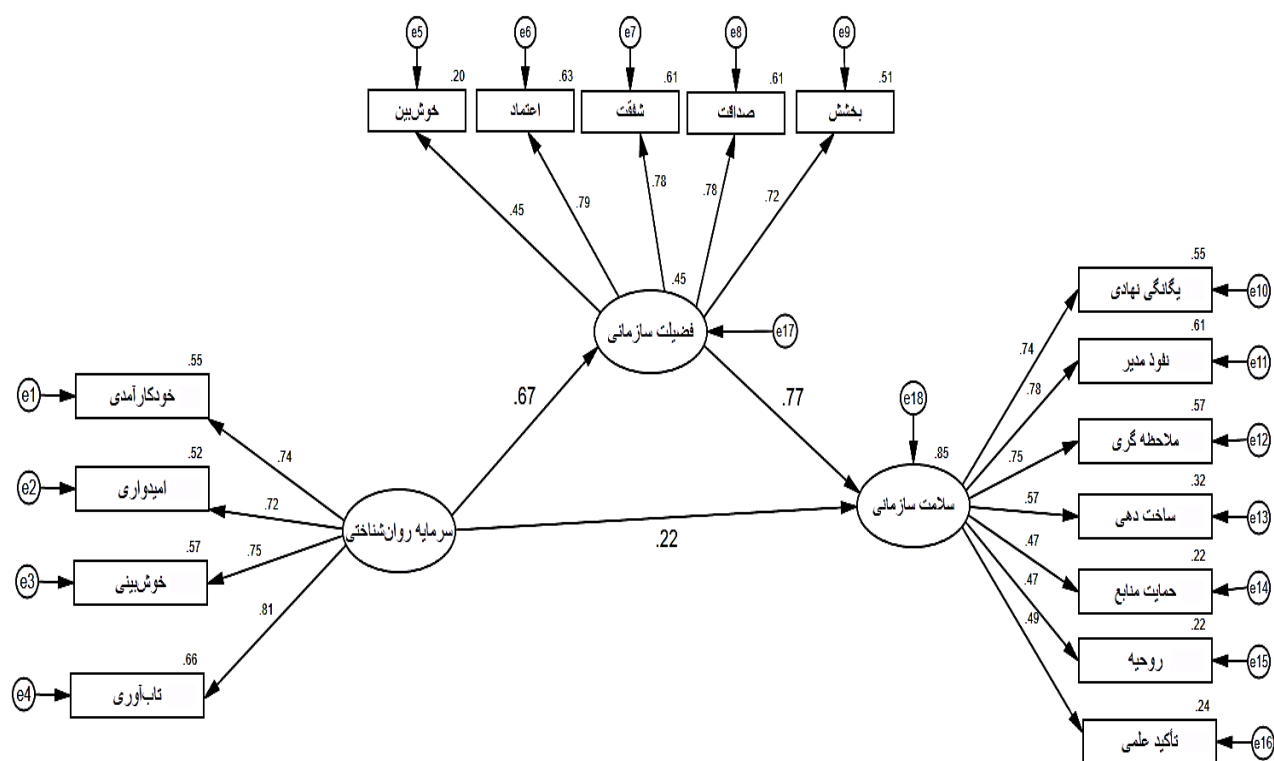 e5
e6
e7
e8
e9
.20
.63
.61
.61
.51
خوش‌بین
اعتماد
شفقت
صداقت
بخشش
.45
.79
.78
.78
.72
.45
فضیلت سازمانی
e17
.67
.77
.22
e1
.55
خودکارآمدی
e2
.52
امیدواری
e3
.57
خوش‌بینی
e4
.66
تاب‌آوری
.74
.72
.75
.81
سرمایه روان‌شناختی
e18
.85
سلامت سازمانی
.74
.78
.75
.57
.47
.47
.49
.55
یگانگی نهادی
e10
.61
نفوذ مدیر
e11
.57
ملاحظه گری
e12
.32
ساخت دهی
e13
.22
حمایت منابع
e14
.22
روحیه
e15
.24
تأکید علمی
e16